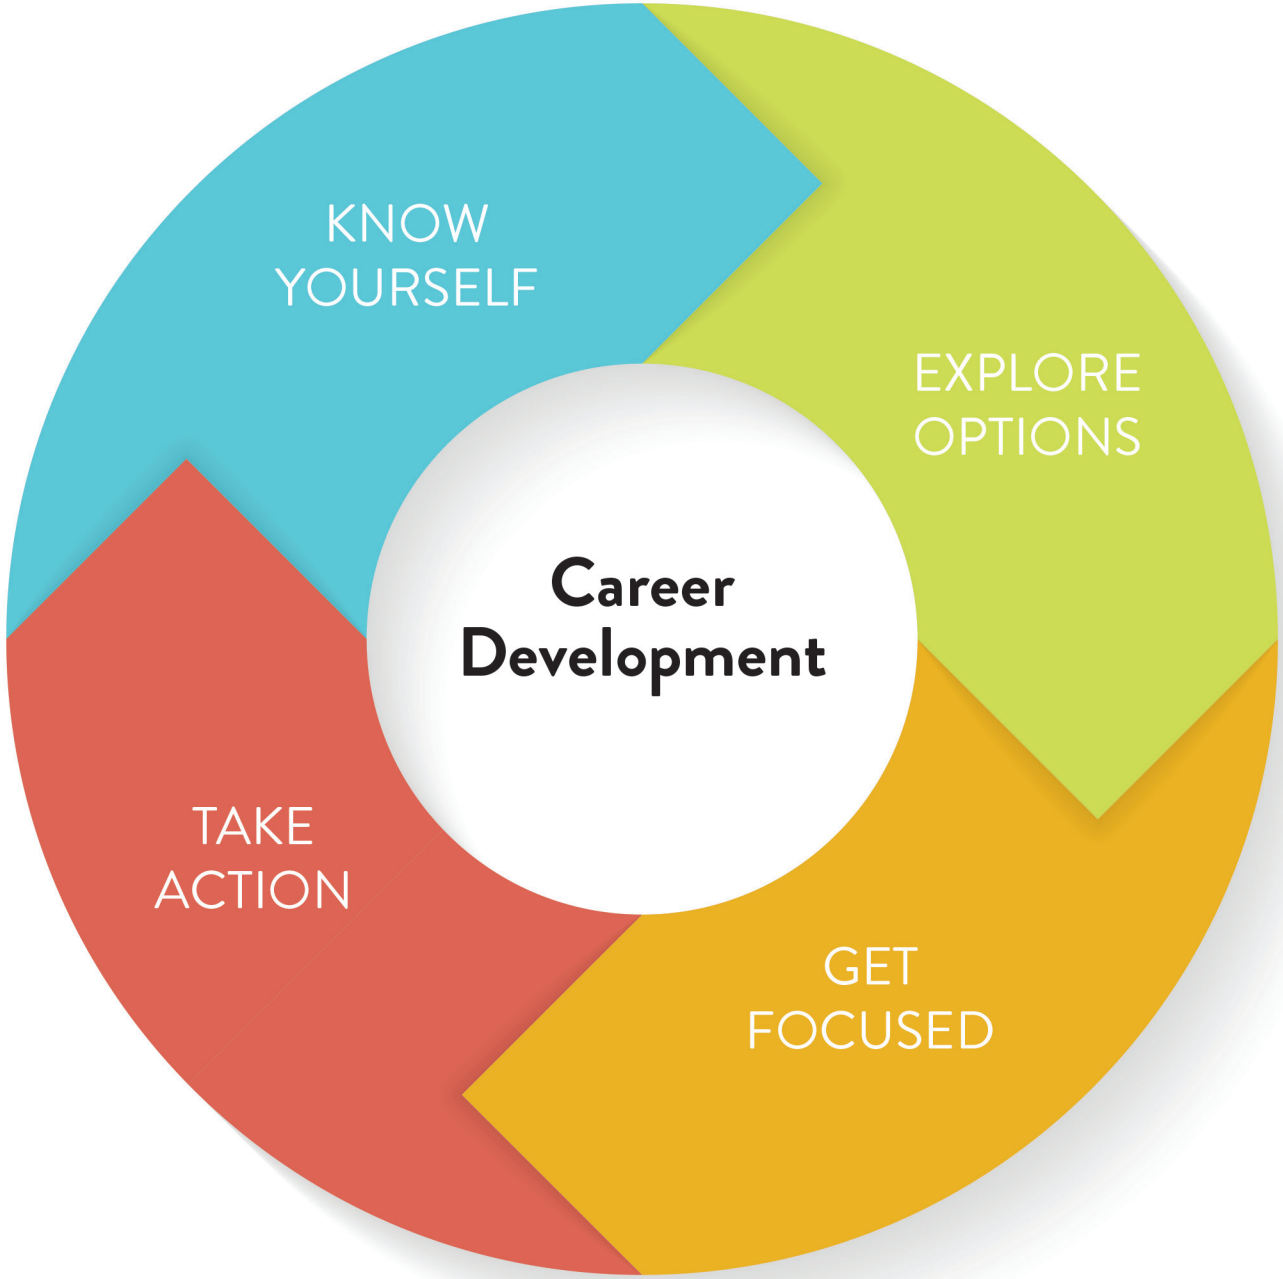 KNOW
YOURSELF
EXPLORE
OPTIONS
Career
Development
TAKE
ACTION
GET
FOCUSED